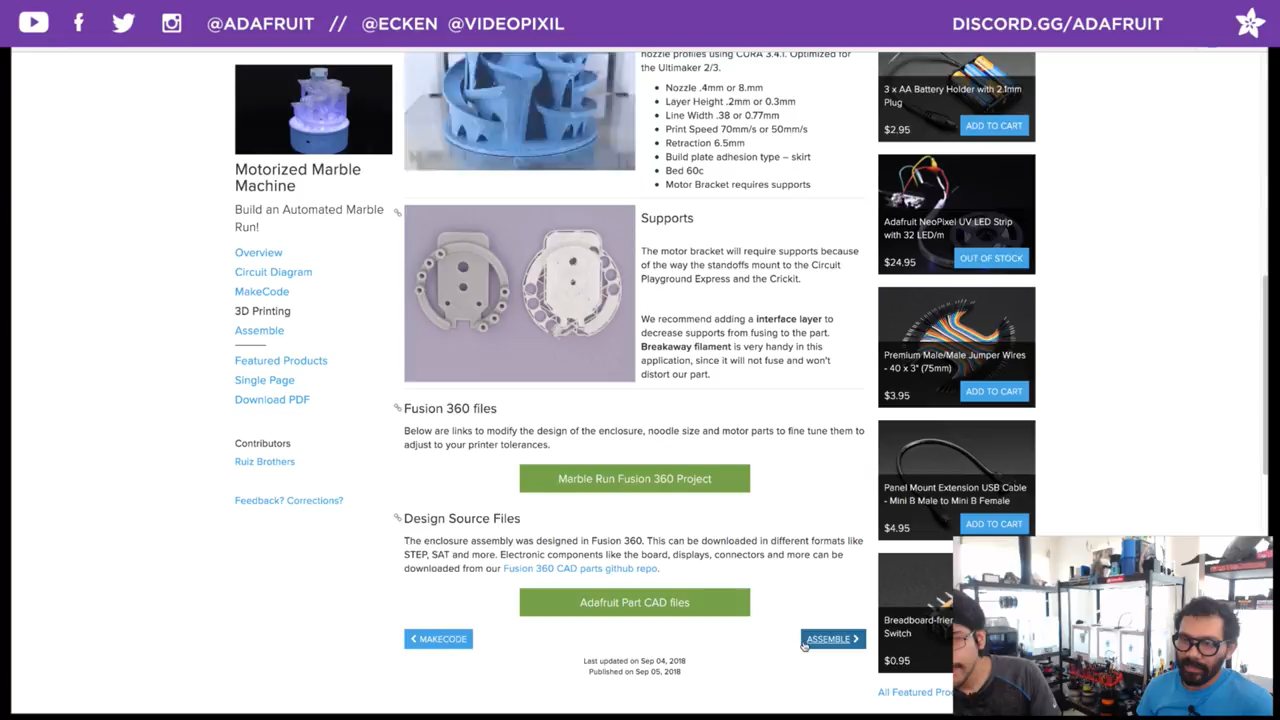 @ADAFRUIT // @ECKEN @VIDEOPIXIL
DISCORD.GG/ADAFRUIT
Motorized Marble
Machine
Build an Automated Marble
Run!
Overview
Circuit Diagram
MakeCode
3D Printing
Assemble
Featured Products
Single Page
Download PDF
Contributors
Ruiz Brothers
Feedback? Corrections?
nozzle profiles using CURA 3.4.1. Optimized for
the Ultimaker 2/3.
Nozzle .4mm or 8.mm
Layer Height .2mm or 0.3mm
Line Width .38 or 0.77mm
Print Speed 70mm/s or 50mm/s
Retraction 6.5mm
Build plate adhesion type – skirt
Bed 60c
Motor Bracket requires supports
Supports
The motor bracket will require supports because
of the way the standoffs mount to the Circuit
Playground Express and the Crickit.
We recommend adding a interface layer to
decrease supports from fusing to the part.
Breakaway filament is very handy in this
application, since it will not fuse and won't
distort our part.
Fusion 360 files
Below are links to modify the design of the enclosure, noodle size and motor parts to fine tune them to
adjust to your printer tolerances.
Marble Run Fusion 360 Project
Design Source Files
The enclosure assembly was designed in Fusion 360. This can be downloaded in different formats like
STEP, SAT and more. Electronic components like the board, displays, connectors and more can be
downloaded from our Fusion 360 CAD parts github repo.
Adafruit Part CAD files
MAKECODE
ASSEMBLE
Last updated on Sep 04, 2018
Published on Sep 05, 2018
3 x AA Battery Holder with 2.1mm
Plug
$2.95
ADD TO CART
Adafruit NeoPixel UV LED Strip
with 32 LED/m
$24.95
OUT OF STOCK
Premium Male/Male Jumper Wires
- 40 x 3" (75mm)
$3.95
ADD TO CART
Panel Mount Extension USB Cable
- Mini B Male to Mini B Female
$4.95
ADD TO CART
Breadboard-frien
Switch
$0.95
All Featured Pro